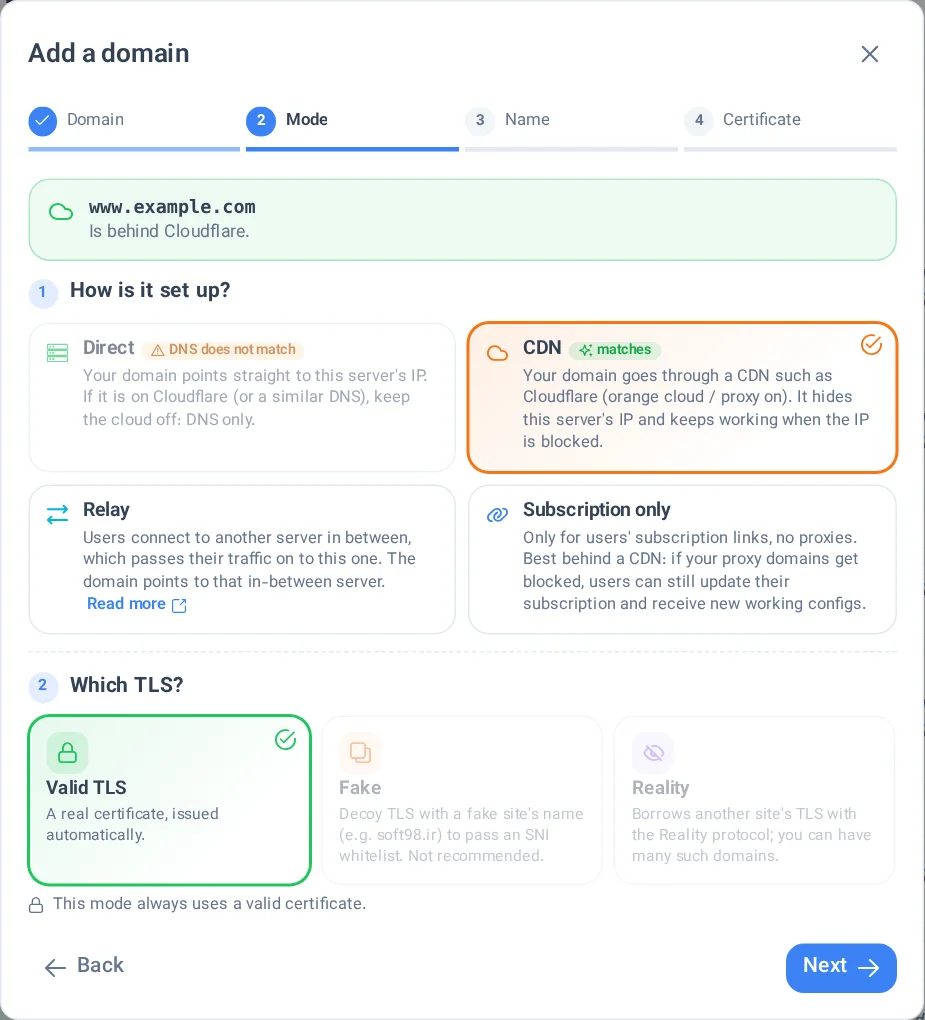 Add a domain
Domain
2 Mode
3 Name
4 Certificate
www.example.com
Is behind Cloudflare.
1 How is it set up?
Direct DNS does not match
Your domain points straight to this server's IP.
If it is on Cloudflare (or a similar DNS), keep
the cloud off: DNS only.
CDN matches
Your domain goes through a CDN such as
Cloudflare (orange cloud / proxy on). It hides
this server's IP and keeps working when the IP
is blocked.
Relay
Users connect to another server in between,
which passes their traffic on to this one. The
domain points to that in-between server.
Read more
Subscription only
Only for users' subscription links, no proxies.
Best behind a CDN: if your proxy domains get
blocked, users can still update their
subscription and receive new working configs.
2 Which TLS?
Valid TLS
A real certificate, issued
automatically.
Fake
Decoy TLS with a fake site's name
(e.g. soft98.ir) to pass an SNI
whitelist. Not recommended.
Reality
Borrows another site's TLS with
the Reality protocol; you can have
many such domains.
This mode always uses a valid certificate.
Back
Next